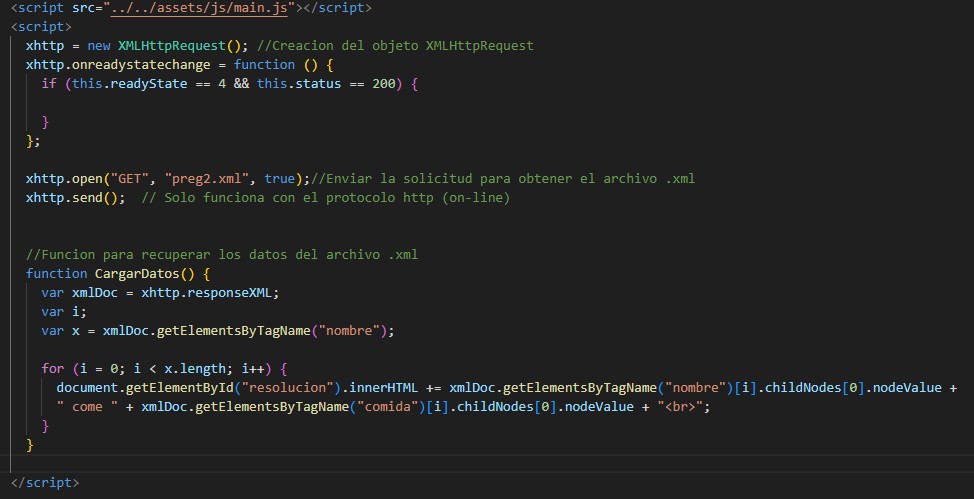 <script src="../../assets/js/main.js"></script>
<script>
xhttp = new XMLHttpRequest(); //Creacion del objeto XMLHttpRequest
xhttp.onreadystatechange = function () {
if (this.readyState == 4 && this.status == 200) {
}
};
xhttp.open("GET", "preg2.xml", true);//Enviar la solicitud para obtener el archivo .xml
xhttp.send();  // Solo funciona con el protocolo http (on-line)
//Funcion para recuperar los datos del archivo .xml
function CargarDatos() {
var xmlDoc = xhttp.responseXML;
var i;
var x = xmlDoc.getElementsByTagName("nombre");
for (i = 0; i < x.length; i++) {
document.getElementById("resolucion").innerHTML += xmlDoc.getElementsByTagName("nombre")[i].childNodes[0].nodeValue +
" come " + xmlDoc.getElementsByTagName("comida")[i].childNodes[0].nodeValue + "<br>";
}
}
</script>